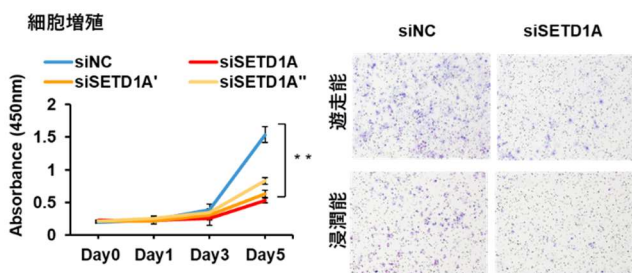 細胞増殖
siNC
siSETD1A
siSETD1A'
siSETD1A"
Absorbance (450nm)
2
1.5
1
0.5
0
Day0 Day1 Day3 Day5
**
siNC siSETD1A
遊走能
浸潤能